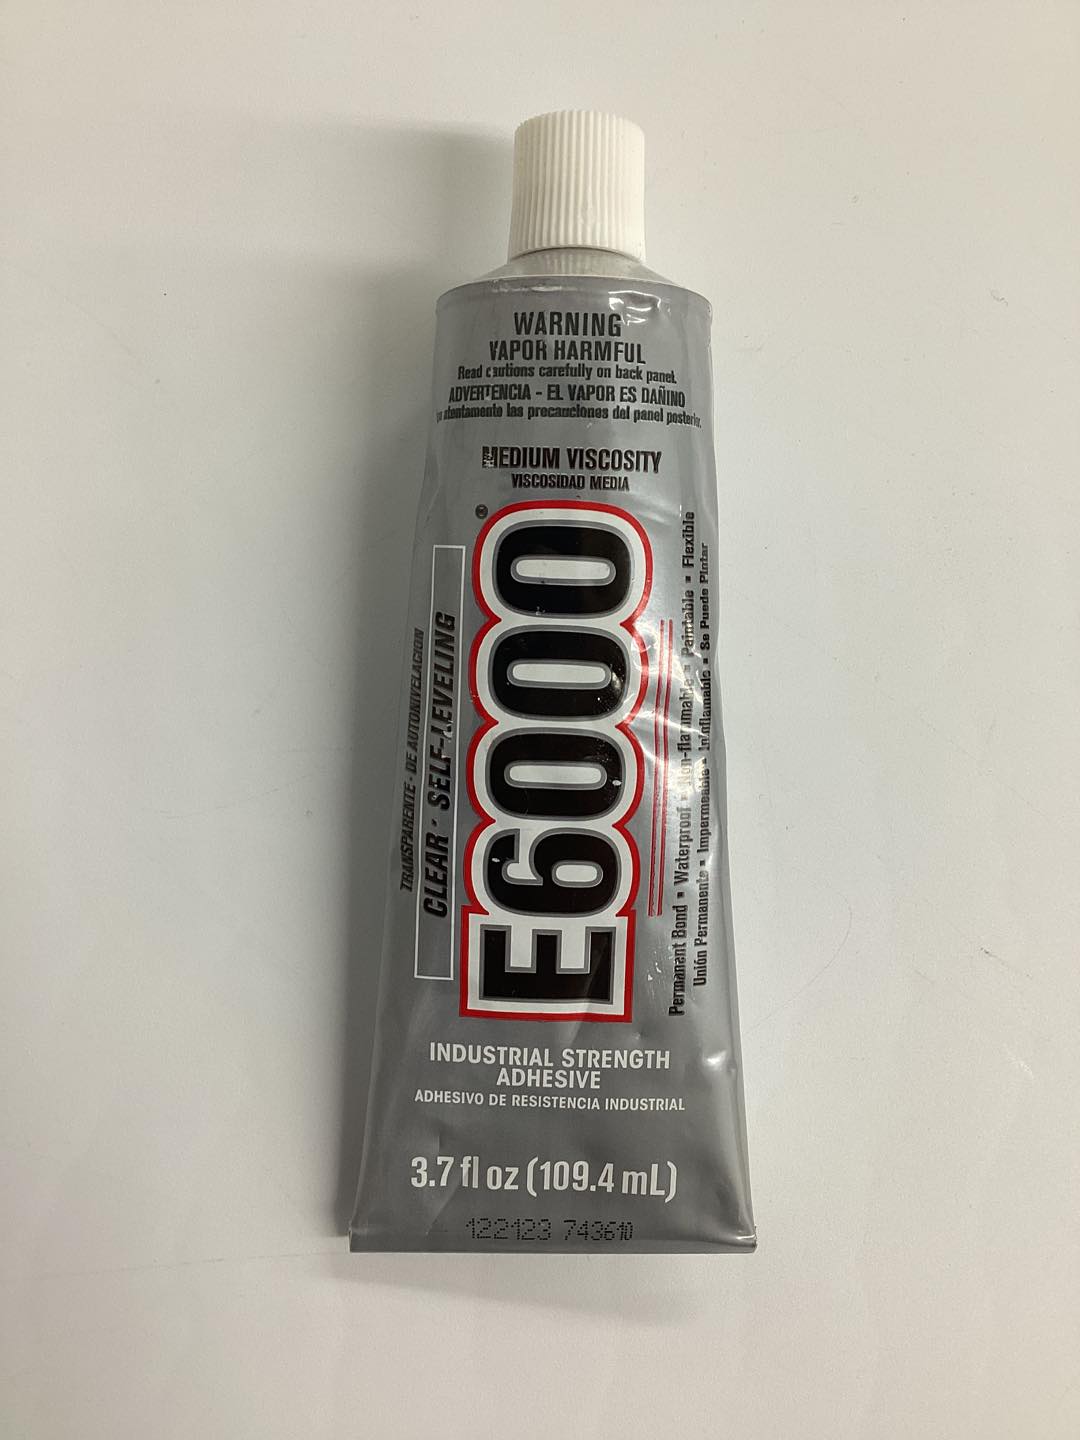 WARNING
VAPOR HARMFUL
Read cautions carefully on back panel.
ADVERTENCIA - EL VAPOR ES DAÑINO
atentamente las precauciones del panel posterior.
MEDIUM VISCOSITY
VISCOSIDAD MEDIA
TRANSPARENTE · DE AUTONIVELACION
CLEAR · SELF-LEVELING
E6000®
Permanant Bond ▪ Waterproof ▪ Non-flammable ▪ Paintable ▪ Flexible
Unión Permanente ▪ Impermeable ▪ Ininflamable ▪ Se Puede Pintar
INDUSTRIAL STRENGTH
ADHESIVE
ADHESIVO DE RESISTENCIA INDUSTRIAL
3.7 fl oz (109.4 mL)
122123 743610